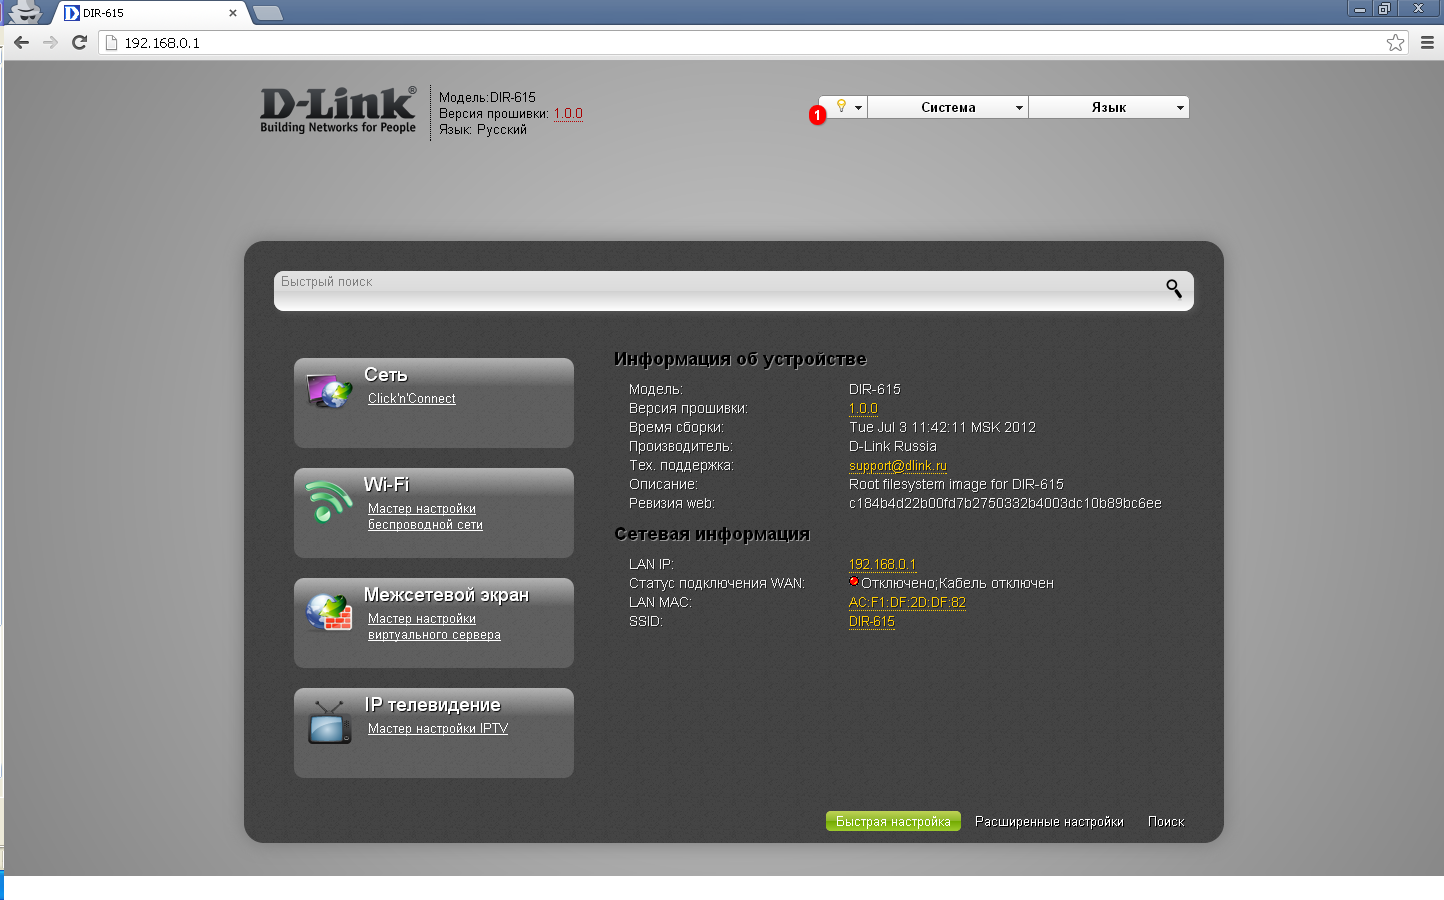 DIR-615
192.168.0.1
D-Link®
Building Networks for People
Модель:DIR-615
Версия прошивки: 1.0.0
Язык: Русский
1
Система
Язык
Быстрый поиск
Сеть
Click'n'Connect
Wi-Fi
Мастер настройки
беспроводной сети
Межсетевой экран
Мастер настройки
виртуального сервера
IP телевидение
Мастер настройки IPTV
Информация об устройстве
Модель: DIR-615
Версия прошивки: 1.0.0
Время сборки: Tue Jul 3 11:42:11 MSK 2012
Производитель: D-Link Russia
Тех. поддержка: support@dlink.ru
Описание: Root filesystem image for DIR-615
Ревизия web: c184b4d22b00fd7b2750332b4003dc10b89bc6ee
Сетевая информация
LAN IP: 192.168.0.1
Статус подключения WAN: Отключено;Кабель отключен
LAN MAC: AC:F1:DF:2D:DF:82
SSID: DIR-615
Быстрая настройка Расширенные настройки Поиск